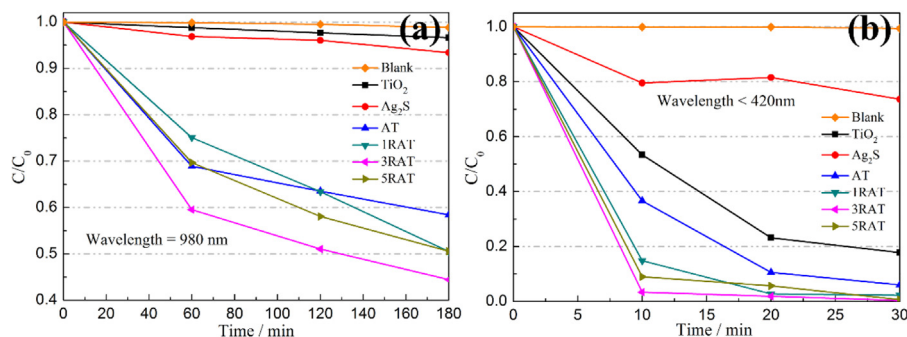 (a)
1.0
0.9
0.8
0.7
0.6
0.5
0.4
C/C₀
Blank
TiO₂
Ag₂S
AT
1RAT
3RAT
5RAT
Wavelength = 980 nm
0 20 40 60 80 100 120 140 160 180
Time / min
(b)
1.0
0.8
0.6
0.4
0.2
0.0
C/C₀
Wavelength < 420nm
Blank
TiO₂
Ag₂S
AT
1RAT
3RAT
5RAT
0 5 10 15 20 25 30
Time / min